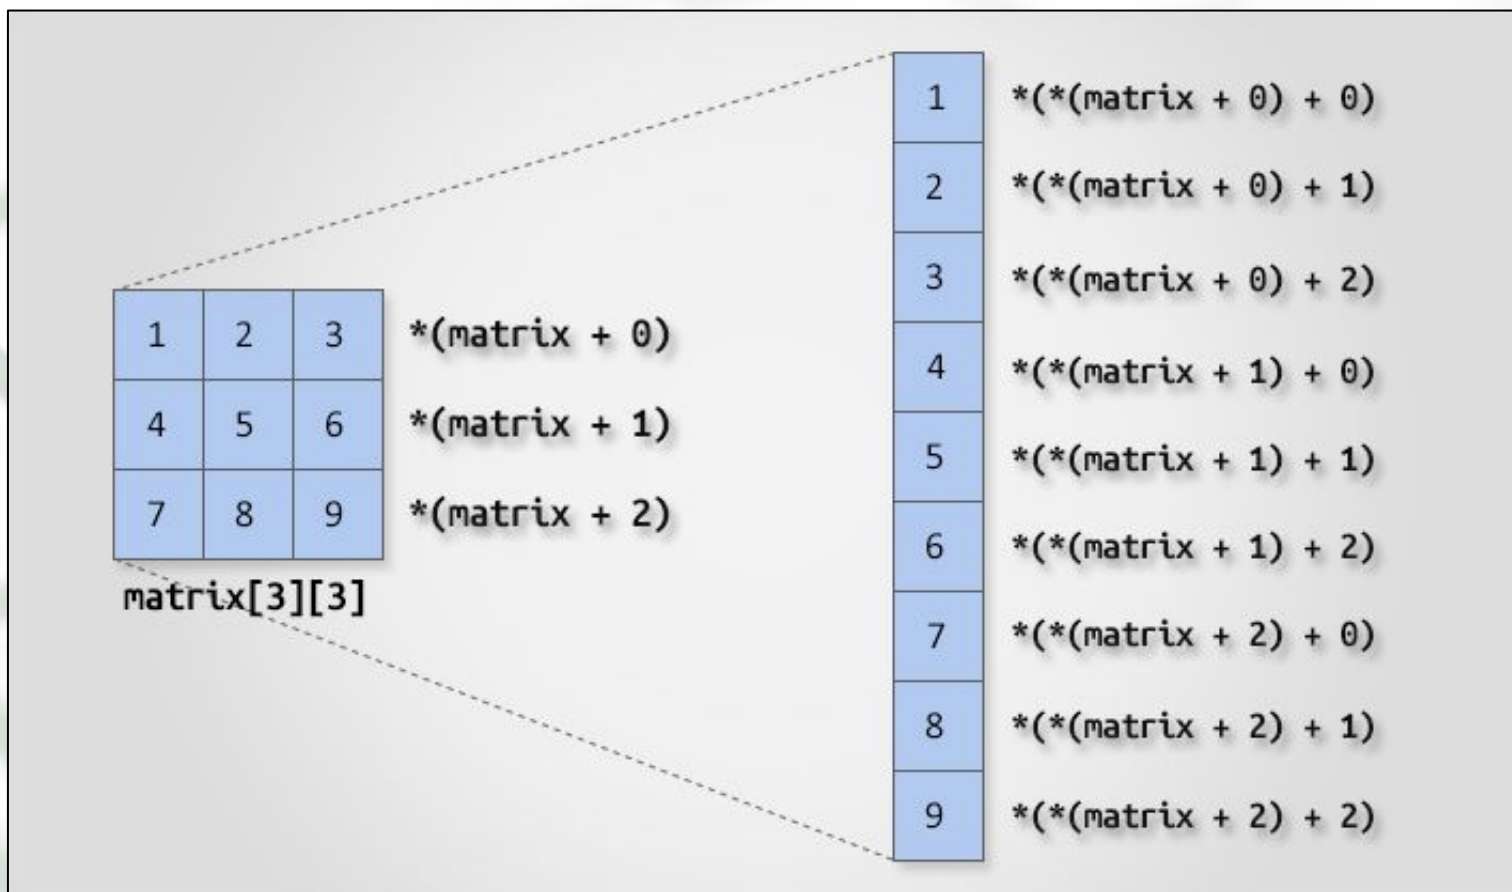 1 2 3 *(matrix + 0)
4 5 6 *(matrix + 1)
7 8 9 *(matrix + 2)
matrix[3][3]
1 *(*(matrix + 0) + 0)
2 *(*(matrix + 0) + 1)
3 *(*(matrix + 0) + 2)
4 *(*(matrix + 1) + 0)
5 *(*(matrix + 1) + 1)
6 *(*(matrix + 1) + 2)
7 *(*(matrix + 2) + 0)
8 *(*(matrix + 2) + 1)
9 *(*(matrix + 2) + 2)